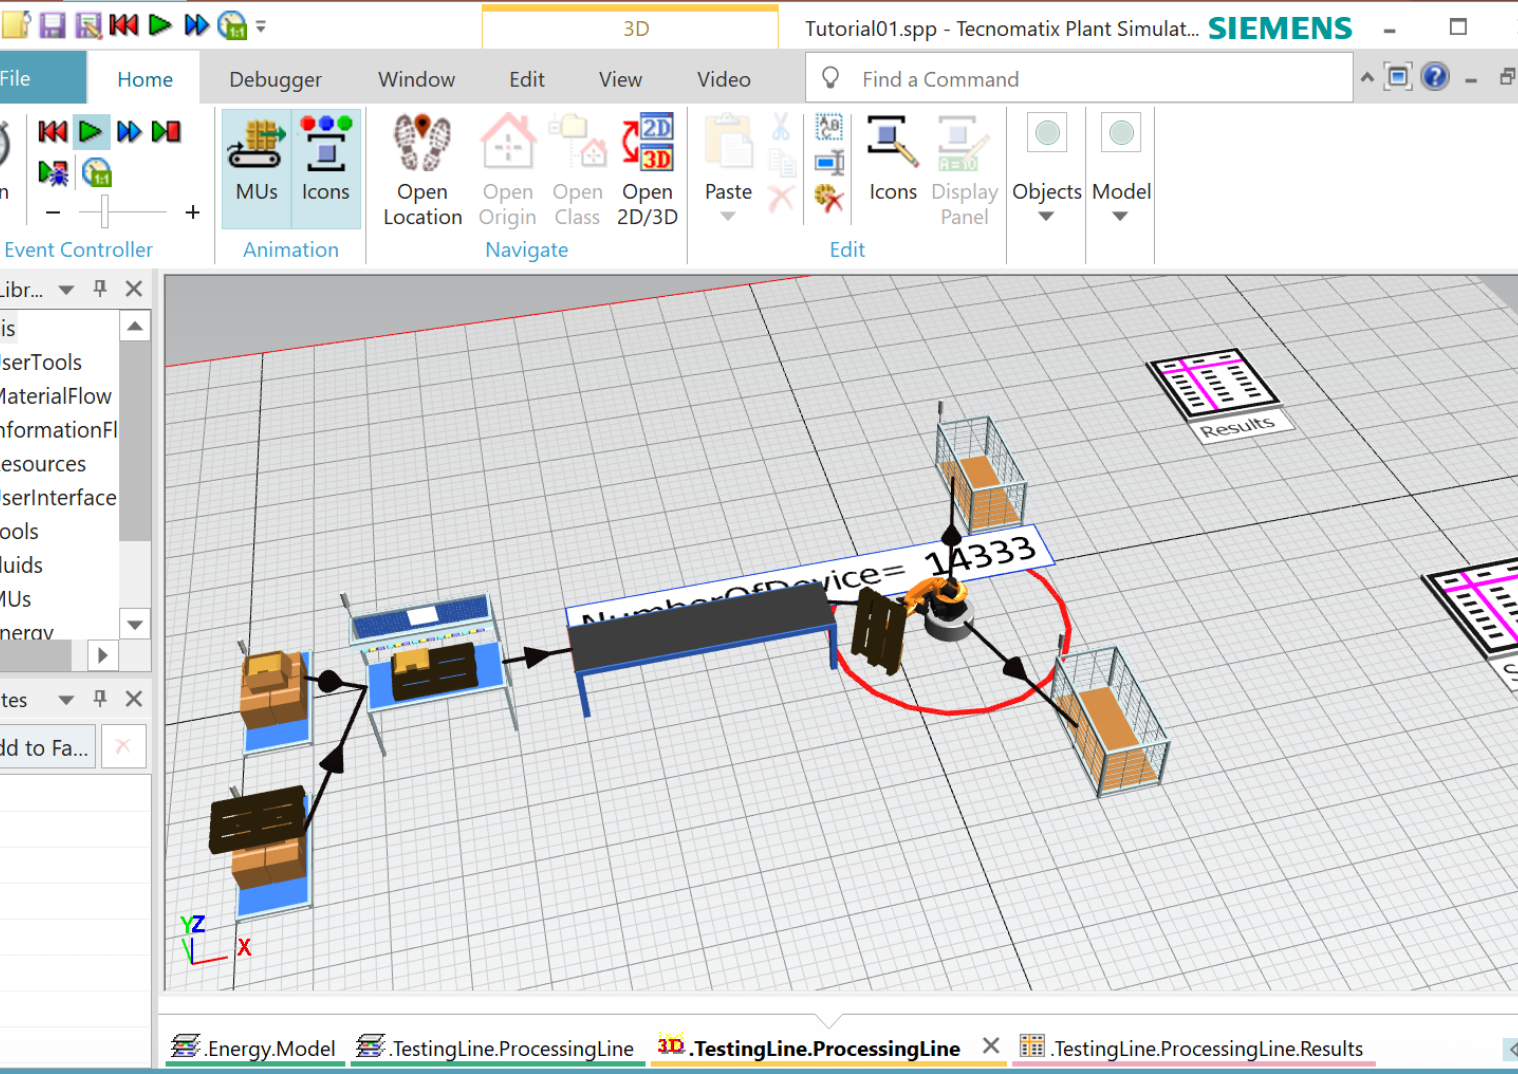 3D
Tutorial01.spp - Tecnomatix Plant Simulat... SIEMENS
File Home Debugger Window Edit View Video Find a Command
MUs Icons
Open Location
Open Origin
Open Class
Open 2D/3D
Paste
Icons
Display Panel
Objects
Model
Event Controller Animation Navigate Edit
Libr...
is
serTools
MaterialFlow
nformationFl
esources
serInterface
ools
luids
MUs
nergy
tes
dd to Fa...
Results
NumberOfDevice= 14333
Y Z
X
.Energy.Model .TestingLine.ProcessingLine 3D .TestingLine.ProcessingLine .TestingLine.ProcessingLine.Results